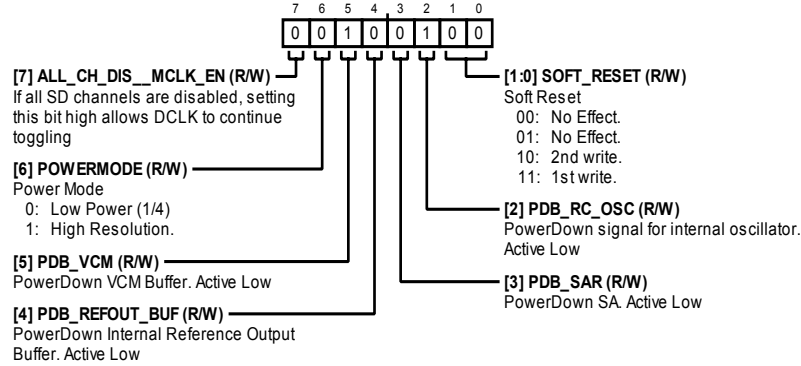 7 6 5 4 3 2 1 0
0 0 1 0 0 1 0 0
[7] ALL_CH_DIS__MCLK_EN (R/W)
If all SD channels are disabled, setting
this bit high allows DCLK to continue
toggling
[6] POWERMODE (R/W)
Power Mode
0: Low Power (1/4)
1: High Resolution.
[5] PDB_VCM (R/W)
PowerDown VCM Buffer. Active Low
[4] PDB_REFOUT_BUF (R/W)
PowerDown Internal Reference Output
Buffer. Active Low
[1:0] SOFT_RESET (R/W)
Soft Reset
00: No Effect.
01: No Effect.
10: 2nd write.
11: 1st write.
[2] PDB_RC_OSC (R/W)
PowerDown signal for internal oscillator.
Active Low
[3] PDB_SAR (R/W)
PowerDown SA. Active Low